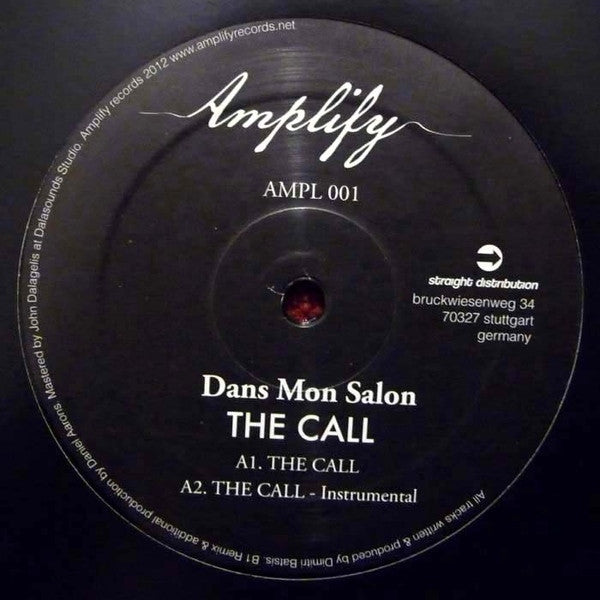 Amplify
AMPL 001
straight distribution
bruckwiesenweg 34
70327 stuttgart
germany
Dans Mon Salon
THE CALL
A1. THE CALL
A2. THE CALL - Instrumental
All tracks written & produced by Dimitri Batsis. B1 Remix & additional production by Daniel Aarons. Mastered by John Dalagelis at Dalasounds Studio. Amplify records 2012 www.amplifyrecords.net